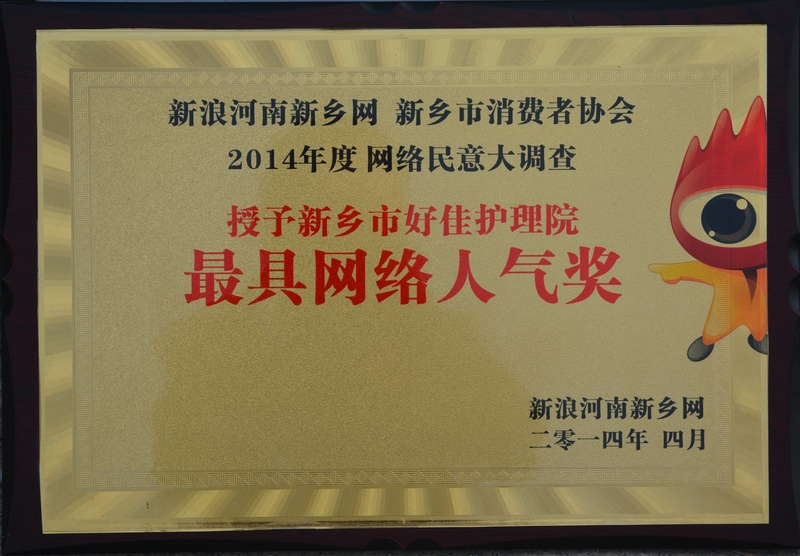 新浪河南新乡网 新乡市消费者协会
2014年度 网络民意大调查
授予新乡市好佳护理院
最具网络人气奖
新浪河南新乡网
二零一四年 四月